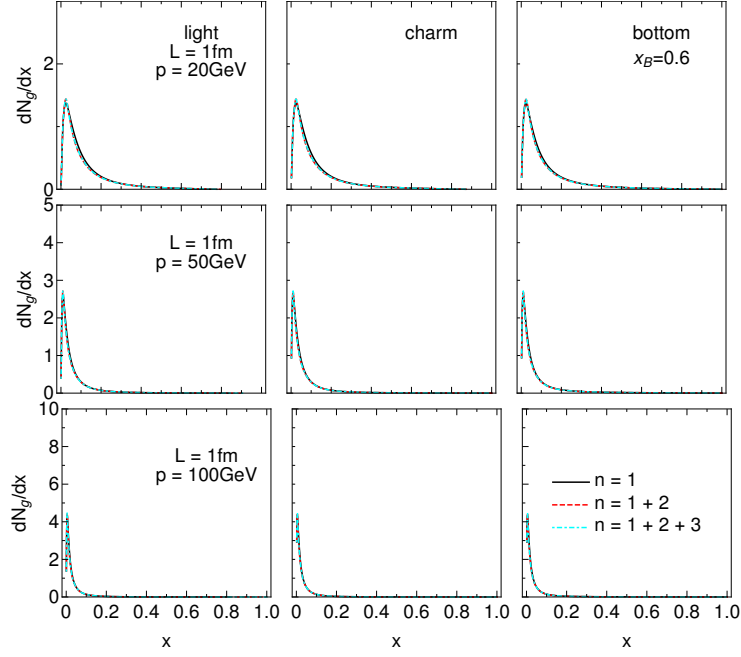 light
L = 1fm
p = 20GeV
charm
bottom
x_B=0.6
dN_g/dx
2
1
0
L = 1fm
p = 50GeV
dN_g/dx
5
4
3
2
1
0
L = 1fm
p = 100GeV
dN_g/dx
10
8
6
4
2
0
n = 1
n = 1 + 2
n = 1 + 2 + 3
0 0.2 0.4 0.6 0.8 1.0
0 0.2 0.4 0.6 0.8 1.0
0 0.2 0.4 0.6 0.8 1.0
x
x
x